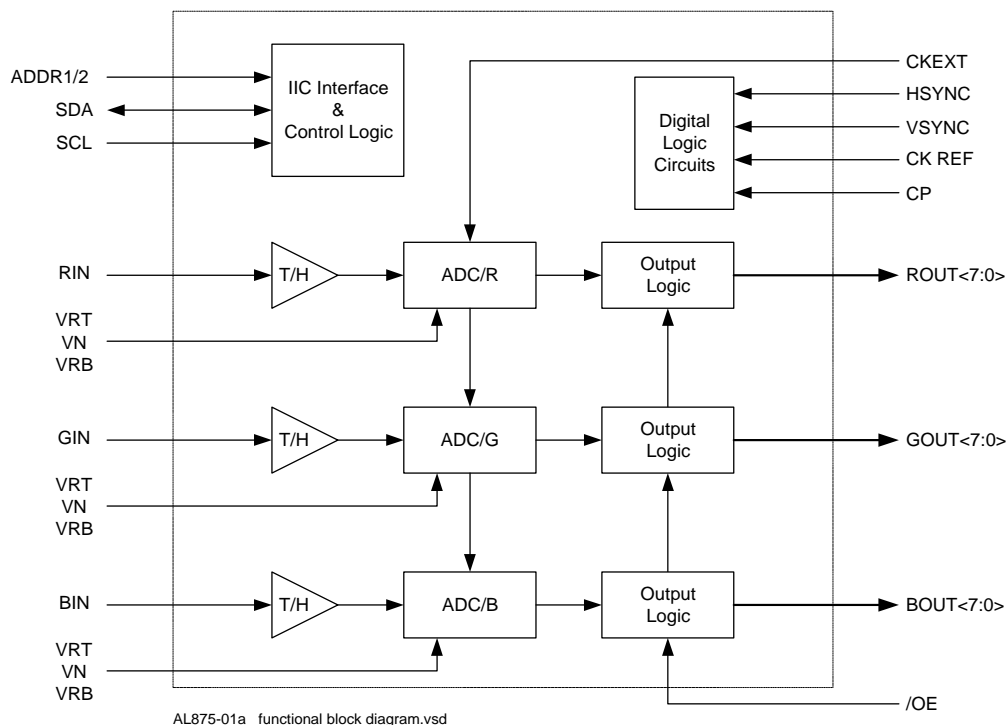 ADDR1/2
SDA
SCL
IIC Interface
&
Control Logic
CKEXT
HSYNC
VSYNC
CK REF
CP
Digital
Logic
Circuits
RIN
T/H
ADC/R
Output
Logic
ROUT<7:0>
VRT
VN
VRB
GIN
T/H
ADC/G
Output
Logic
GOUT<7:0>
VRT
VN
VRB
BIN
T/H
ADC/B
Output
Logic
BOUT<7:0>
VRT
VN
VRB
/OE
AL875-01a functional block diagram.vsd